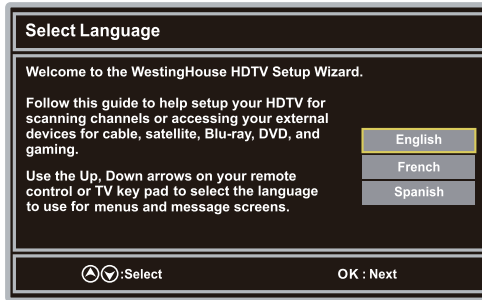 Select Language
Welcome to the WestingHouse HDTV Setup Wizard.
Follow this guide to help setup your HDTV for
scanning channels or accessing your external
devices for cable, satellite, Blu-ray, DVD, and
gaming.
Use the Up, Down arrows on your remote
control or TV key pad to select the language
to use for menus and message screens.
English
French
Spanish
:Select
OK : Next